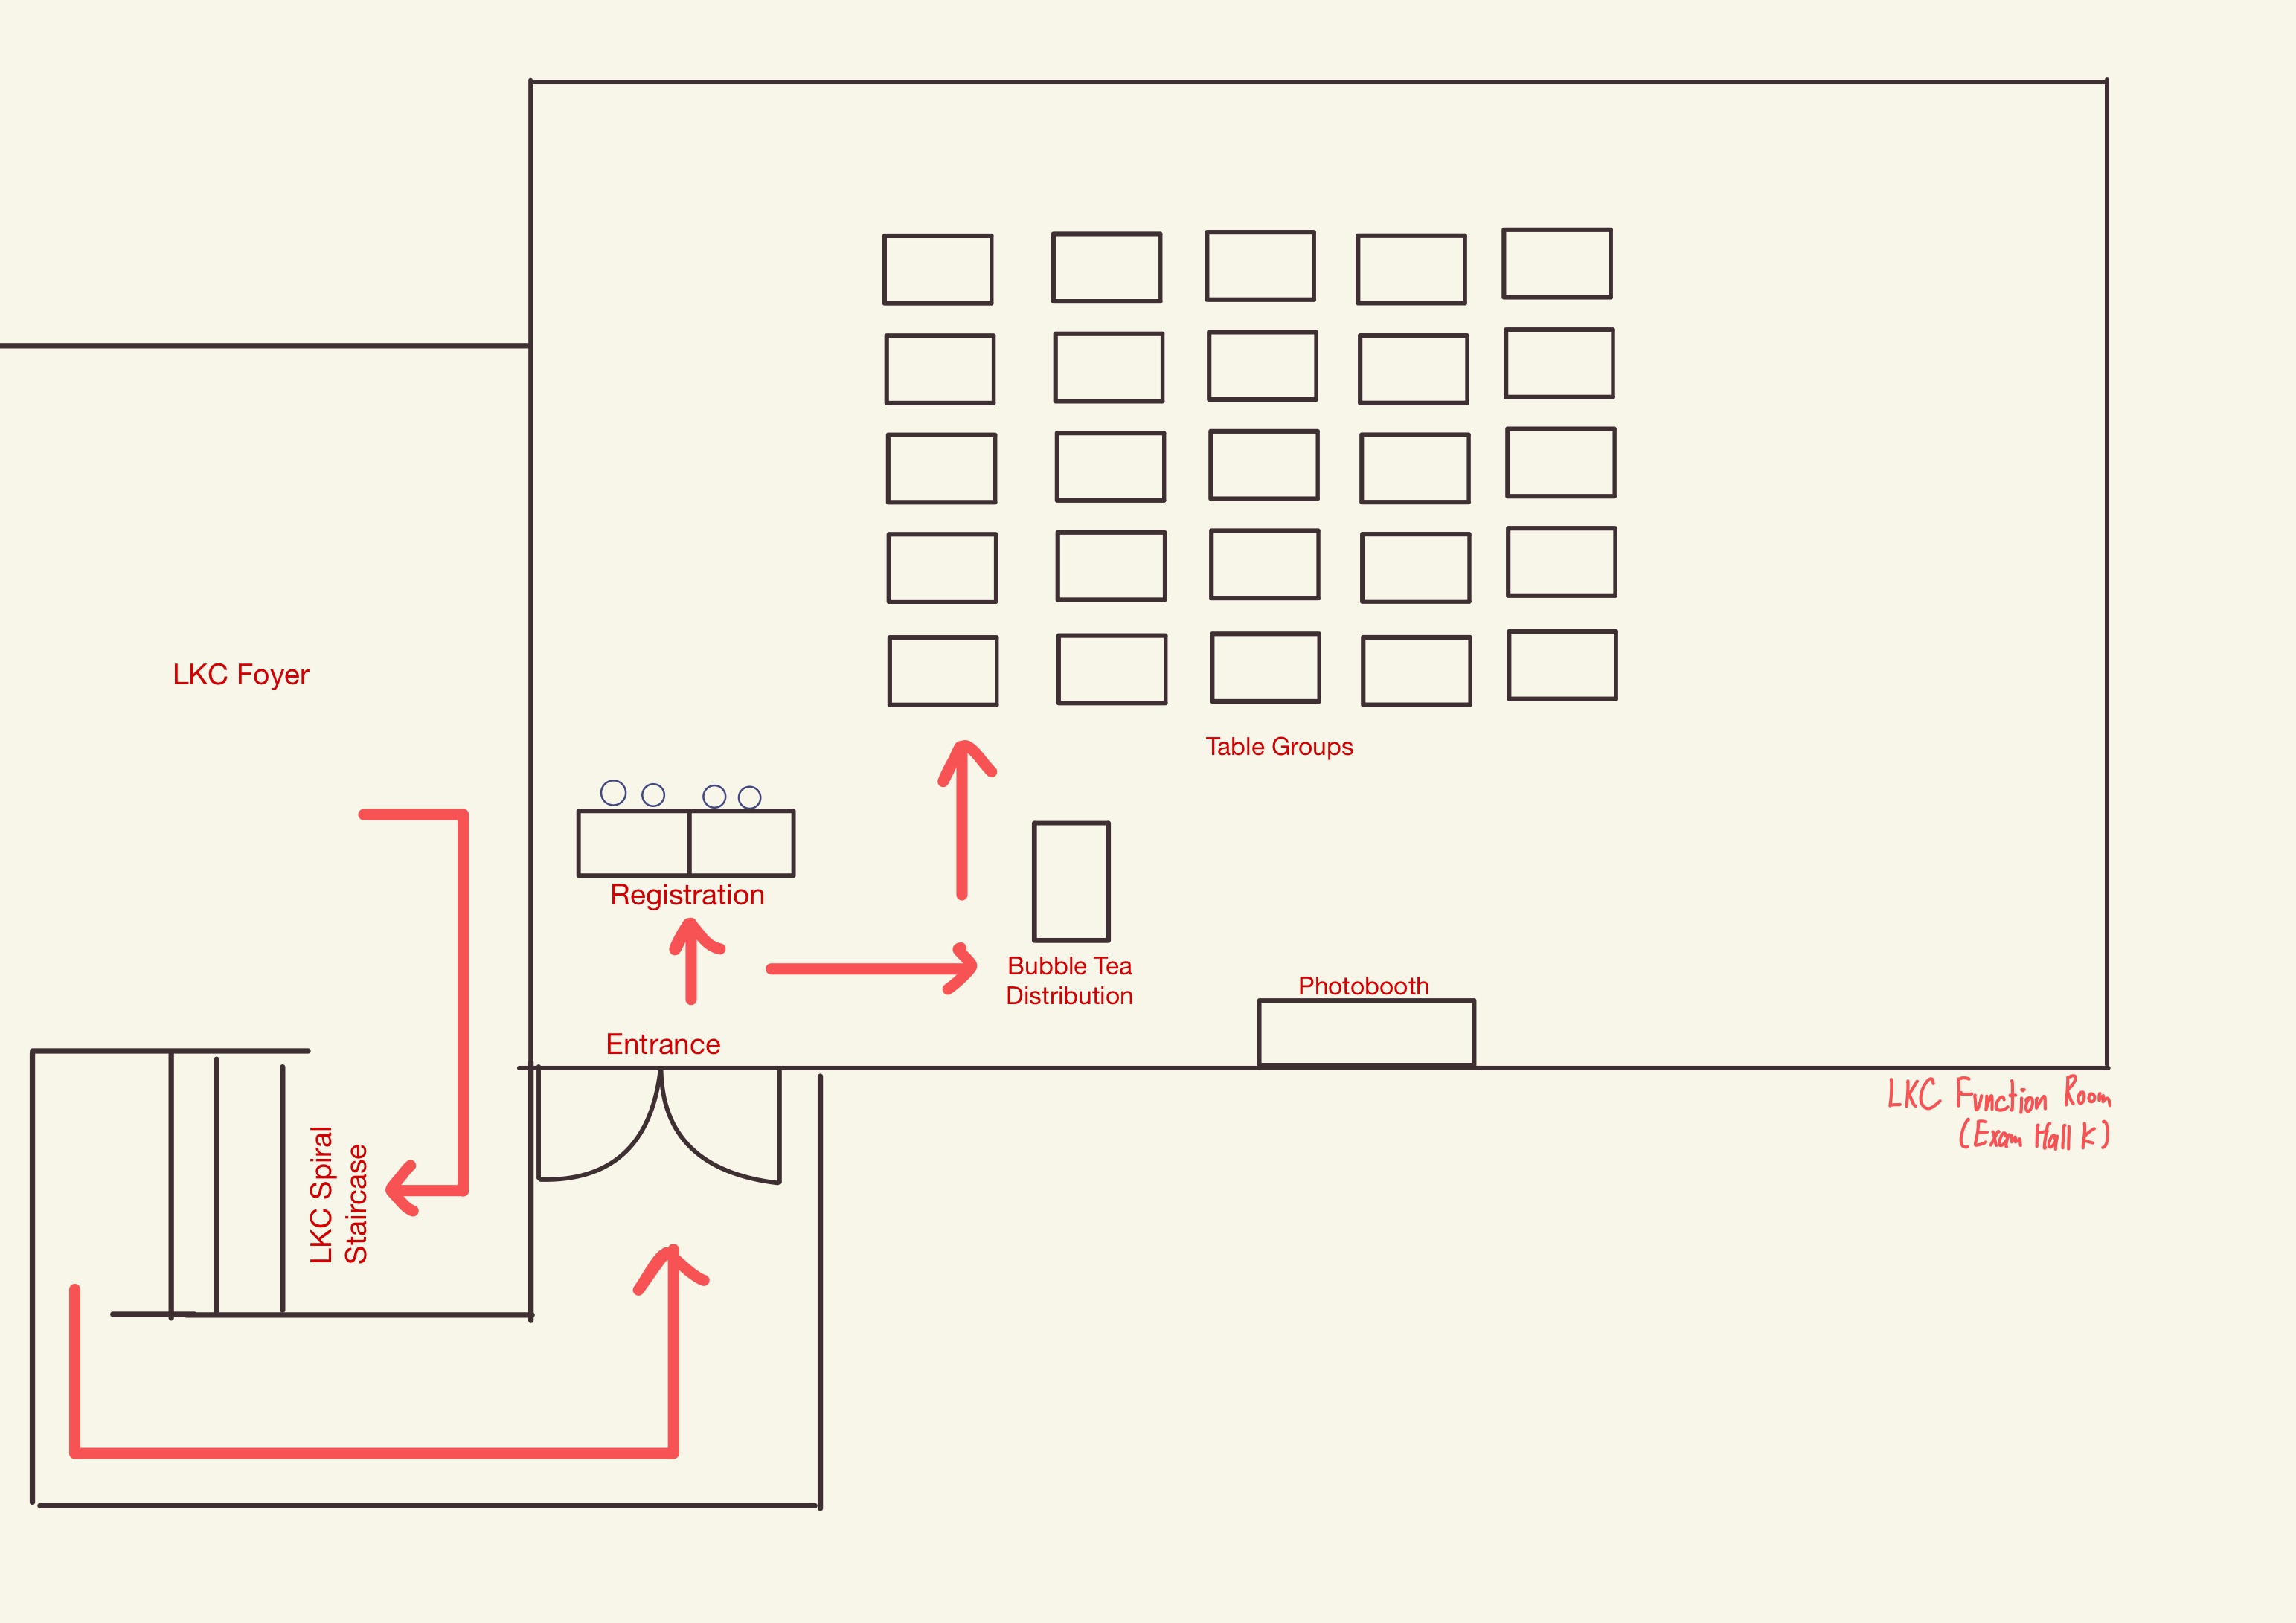 LKC Foyer
Table Groups
Registration
Bubble Tea
Distribution
Photobooth
Entrance
LKC Spiral
Staircase
LKC Function Room
(Exam Hall K)